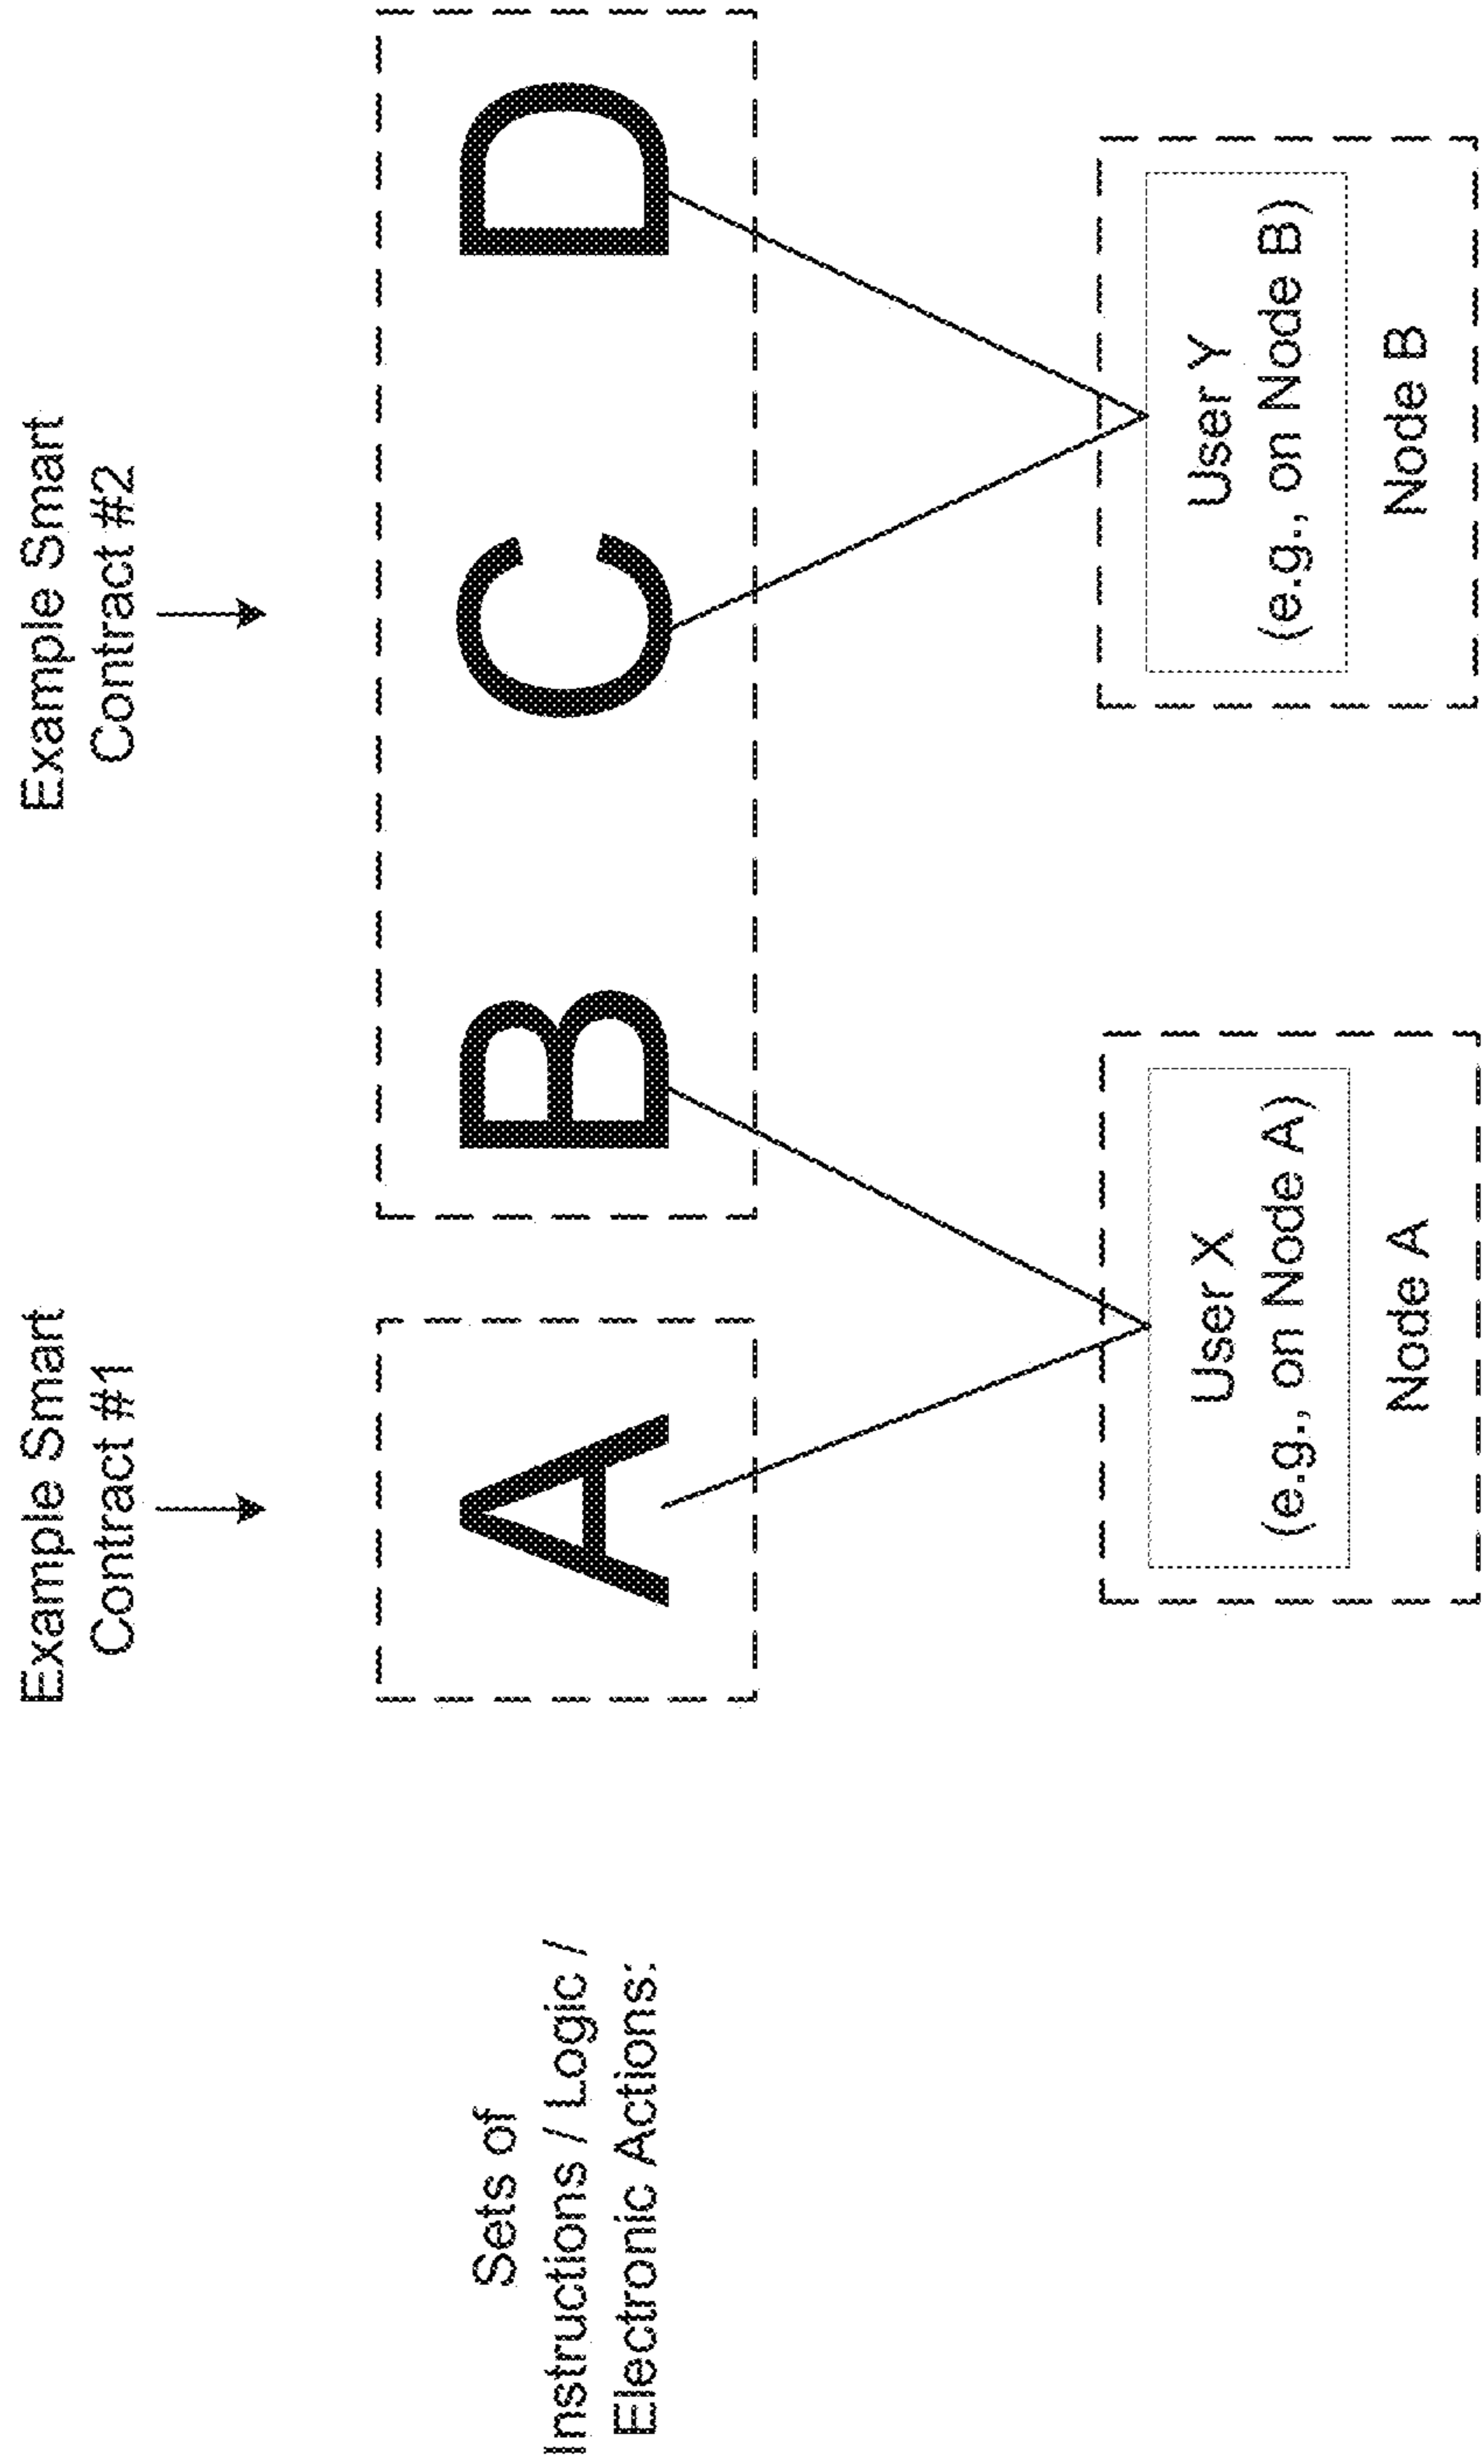 Example Smart
Contract #1
Example Smart
Contract #2
Sets of
Instructions / Logic /
Electronic Actions:
A
B
C
D
User X
(e.g., on Node A)
Node A
User Y
(e.g., on Node B)
Node B